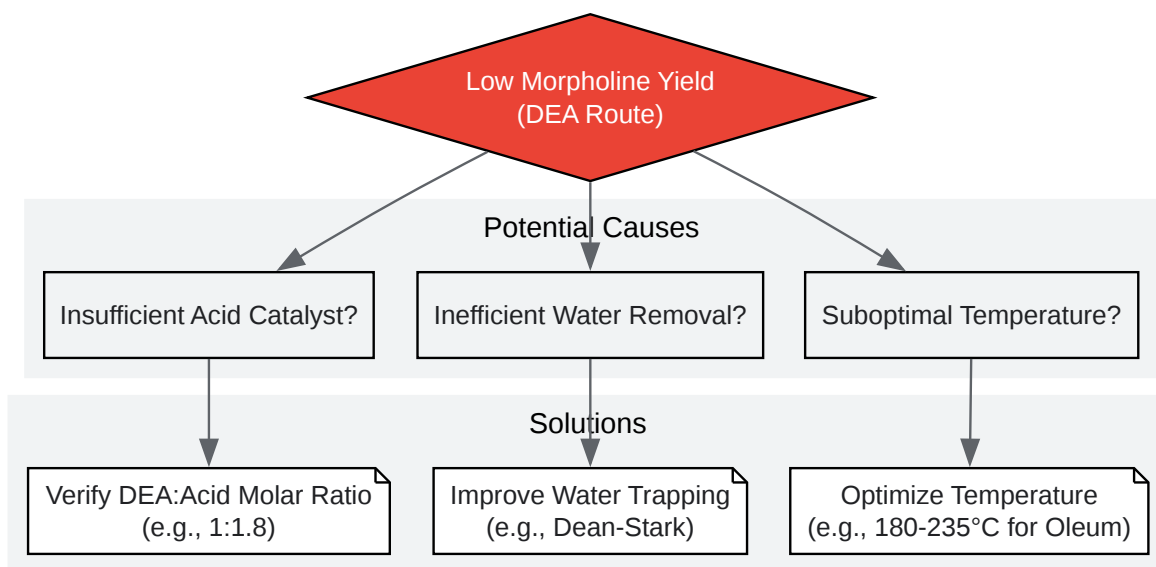 Low Morpholine Yield
(DEA Route)
Potential Causes
Insufficient Acid Catalyst?
Inefficient Water Removal?
Suboptimal Temperature?
Solutions
Verify DEA:Acid Molar Ratio
(e.g., 1:1.8)
Improve Water Trapping
(e.g., Dean-Stark)
Optimize Temperature
(e.g., 180-235°C for Oleum)